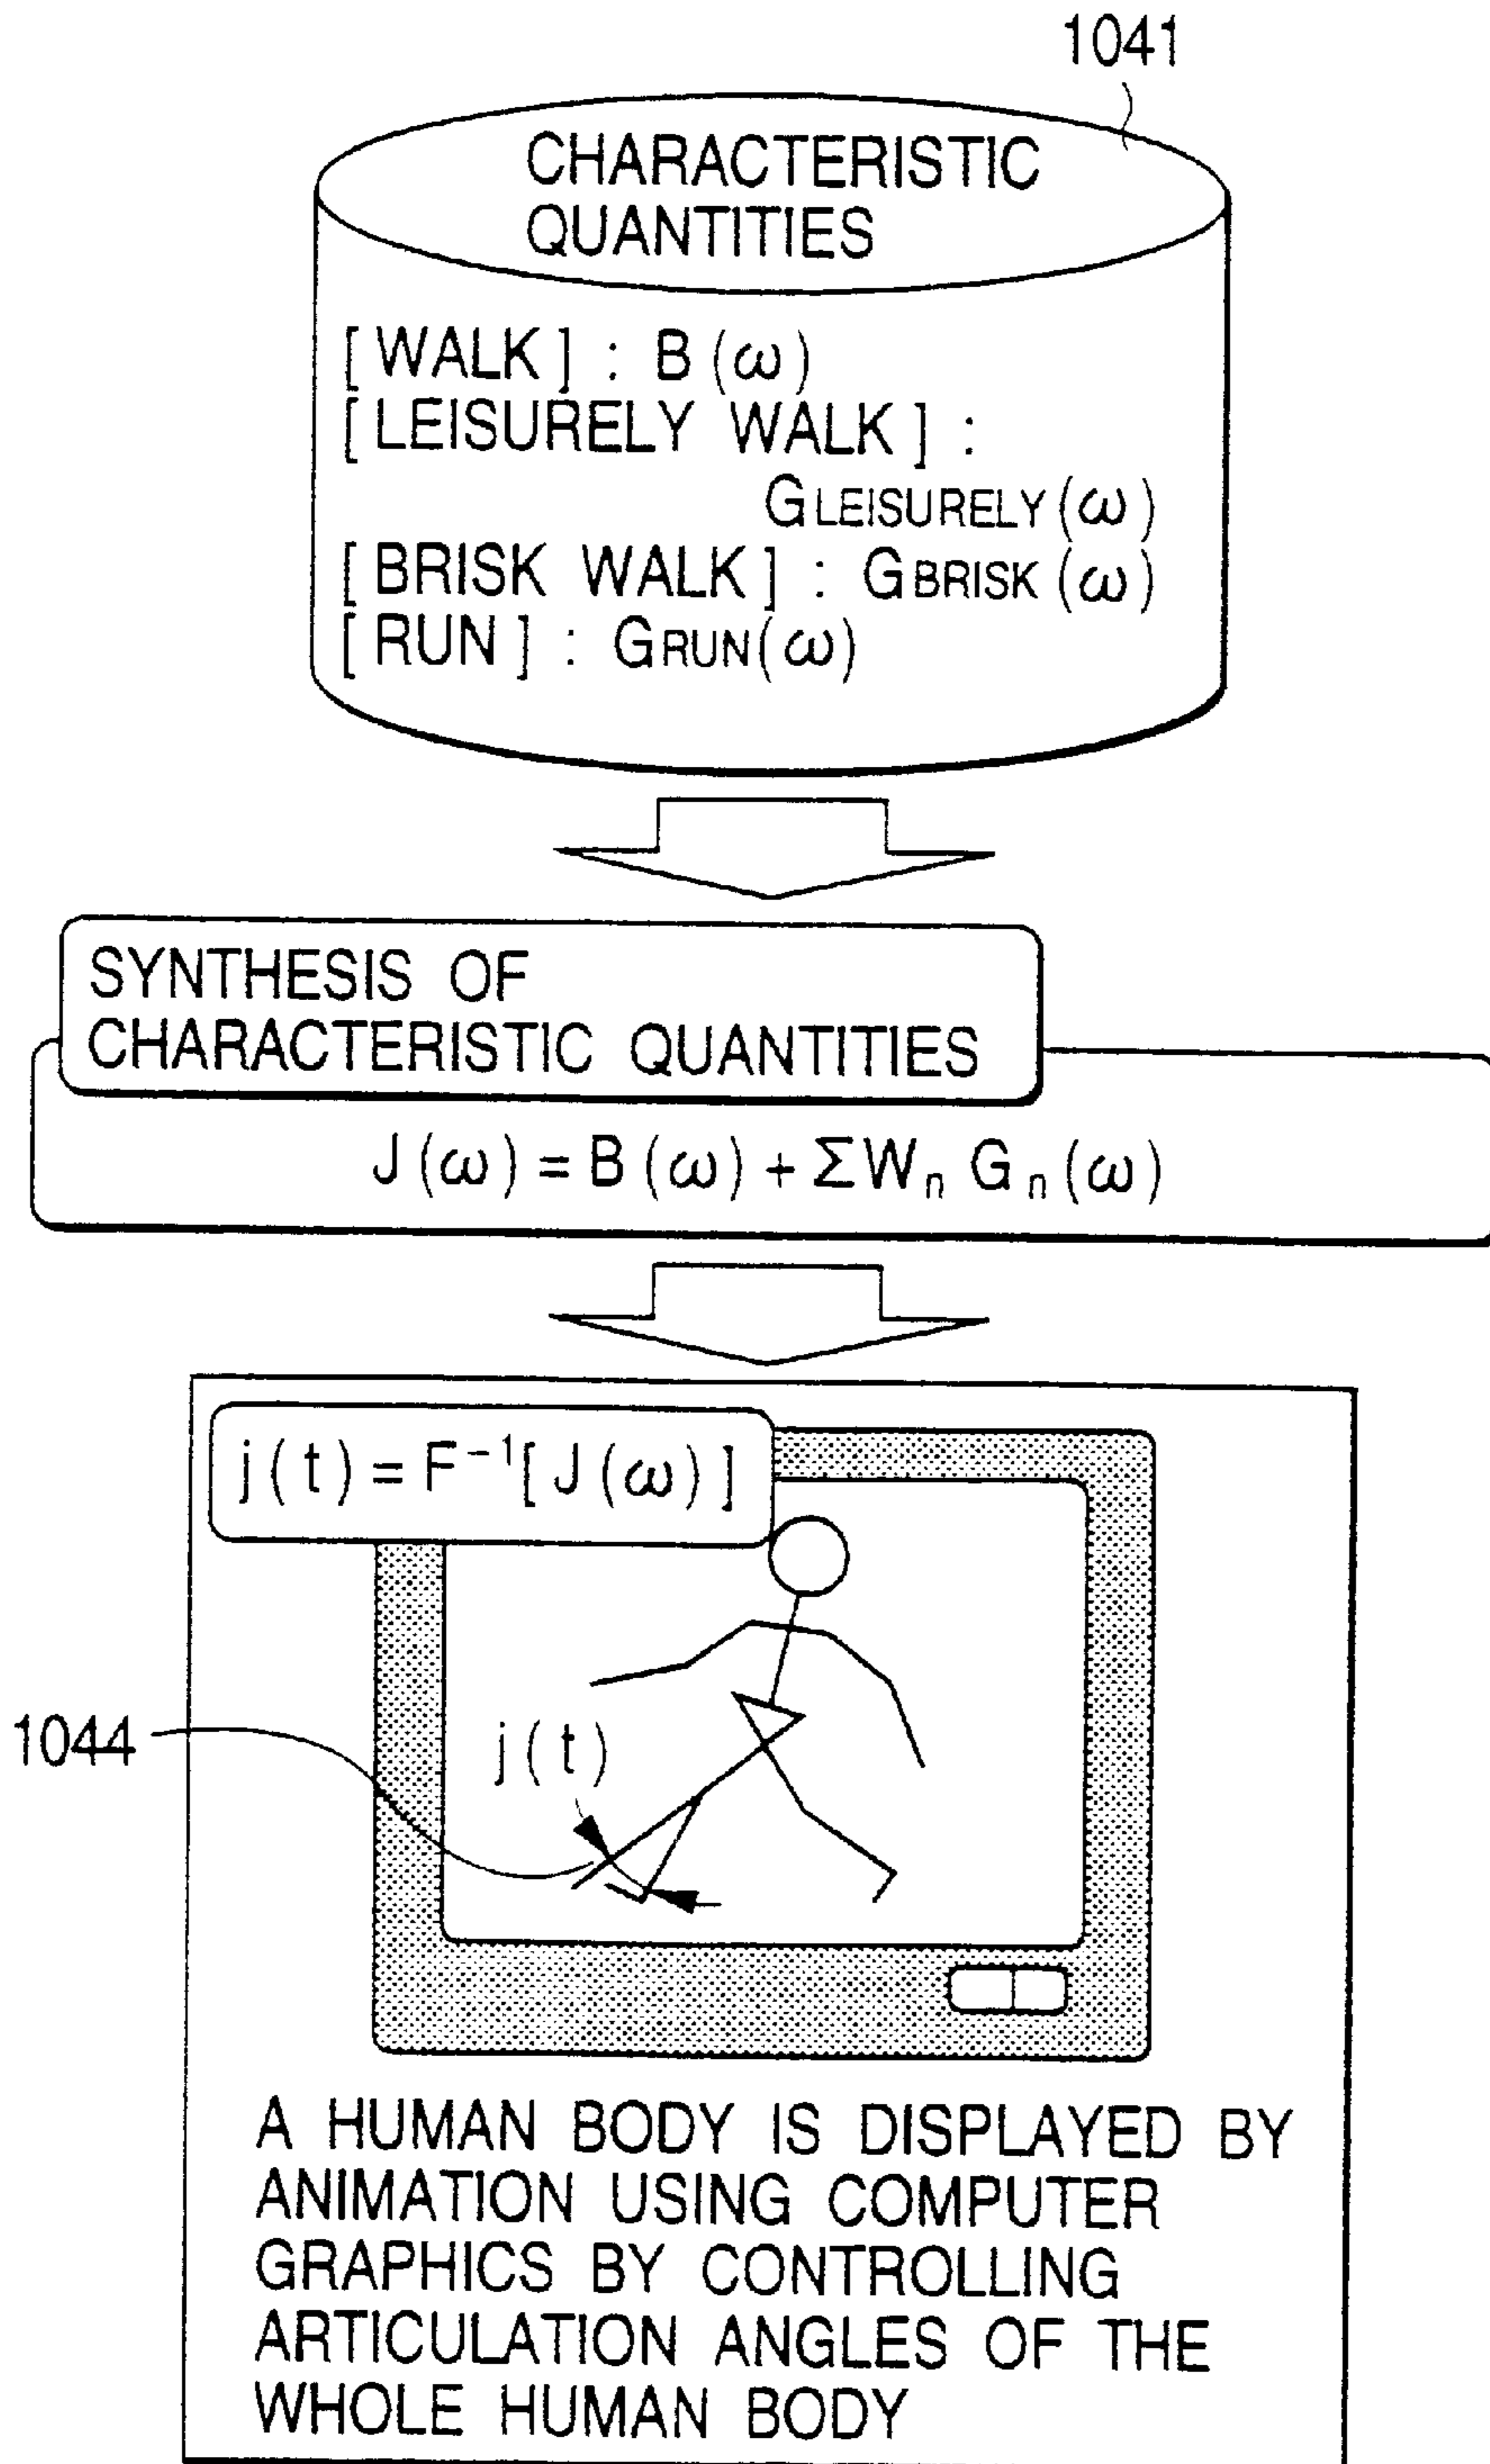 1041
CHARACTERISTIC
QUANTITIES
[ WALK ] : B (ω)
[ LEISURELY WALK ] :
GLEISURELY (ω)
[ BRISK WALK ] : GBRISK (ω)
[ RUN ] : GRUN(ω)
SYNTHESIS OF
CHARACTERISTIC QUANTITIES
J (ω) = B (ω) + ΣWₙ Gₙ (ω)
j ( t ) = F⁻¹[ J (ω) ]
1044
j ( t )
A HUMAN BODY IS DISPLAYED BY
ANIMATION USING COMPUTER
GRAPHICS BY CONTROLLING
ARTICULATION ANGLES OF THE
WHOLE HUMAN BODY